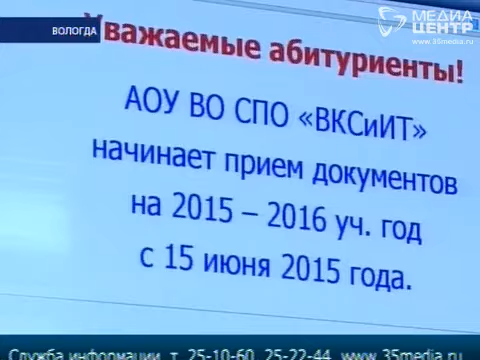 ВОЛОГДА
МЕДИА
ЦЕНТР
www.35media.ru
Уважаемые абитуриенты!
АОУ ВО СПО «ВКСиИТ»
начинает прием документов
на 2015 – 2016 уч. год
с 15 июня 2015 года.
Служба информации т. 25-10-60, 25-22-44, www.35media.ru